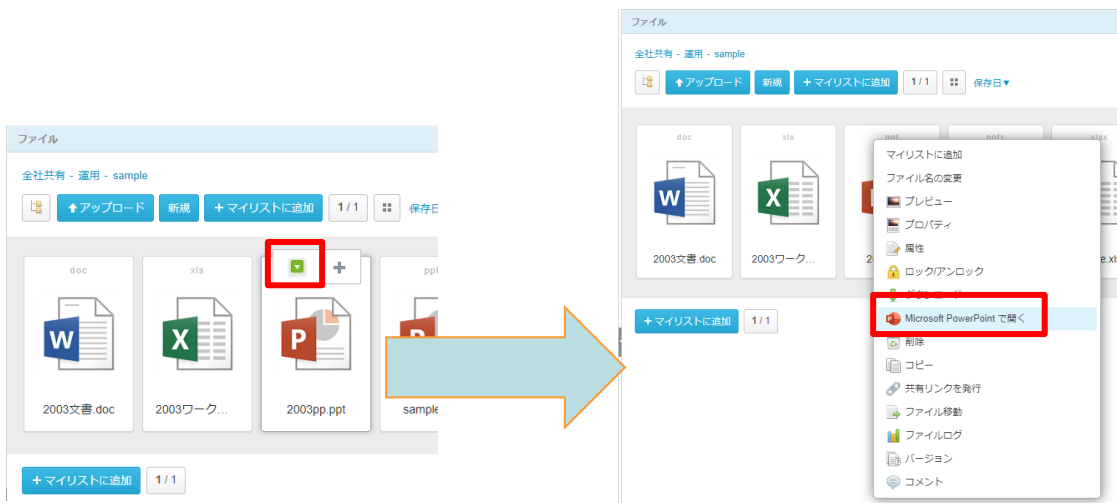 ファイル
全社共有 - 運用 - sample
アップロード 新規 +マイリストに追加 1 / 1
doc xls
2003文書.doc 2003ワーク... 2003pp.ppt
+マイリストに追加 1 / 1
ファイル
全社共有 - 運用 - sample
アップロード 新規 +マイリストに追加 1 / 1 保存日▼
doc xls ppt pptx xlsx
2003文書.doc 2003ワーク...
+マイリストに追加 1 / 1
マイリストに追加
ファイル名の変更
プレビュー
プロパティ
属性
ロック/アンロック
Microsoft PowerPoint で開く
削除
コピー
共有リンクを発行
ファイル移動
ファイルログ
バージョン
コメント